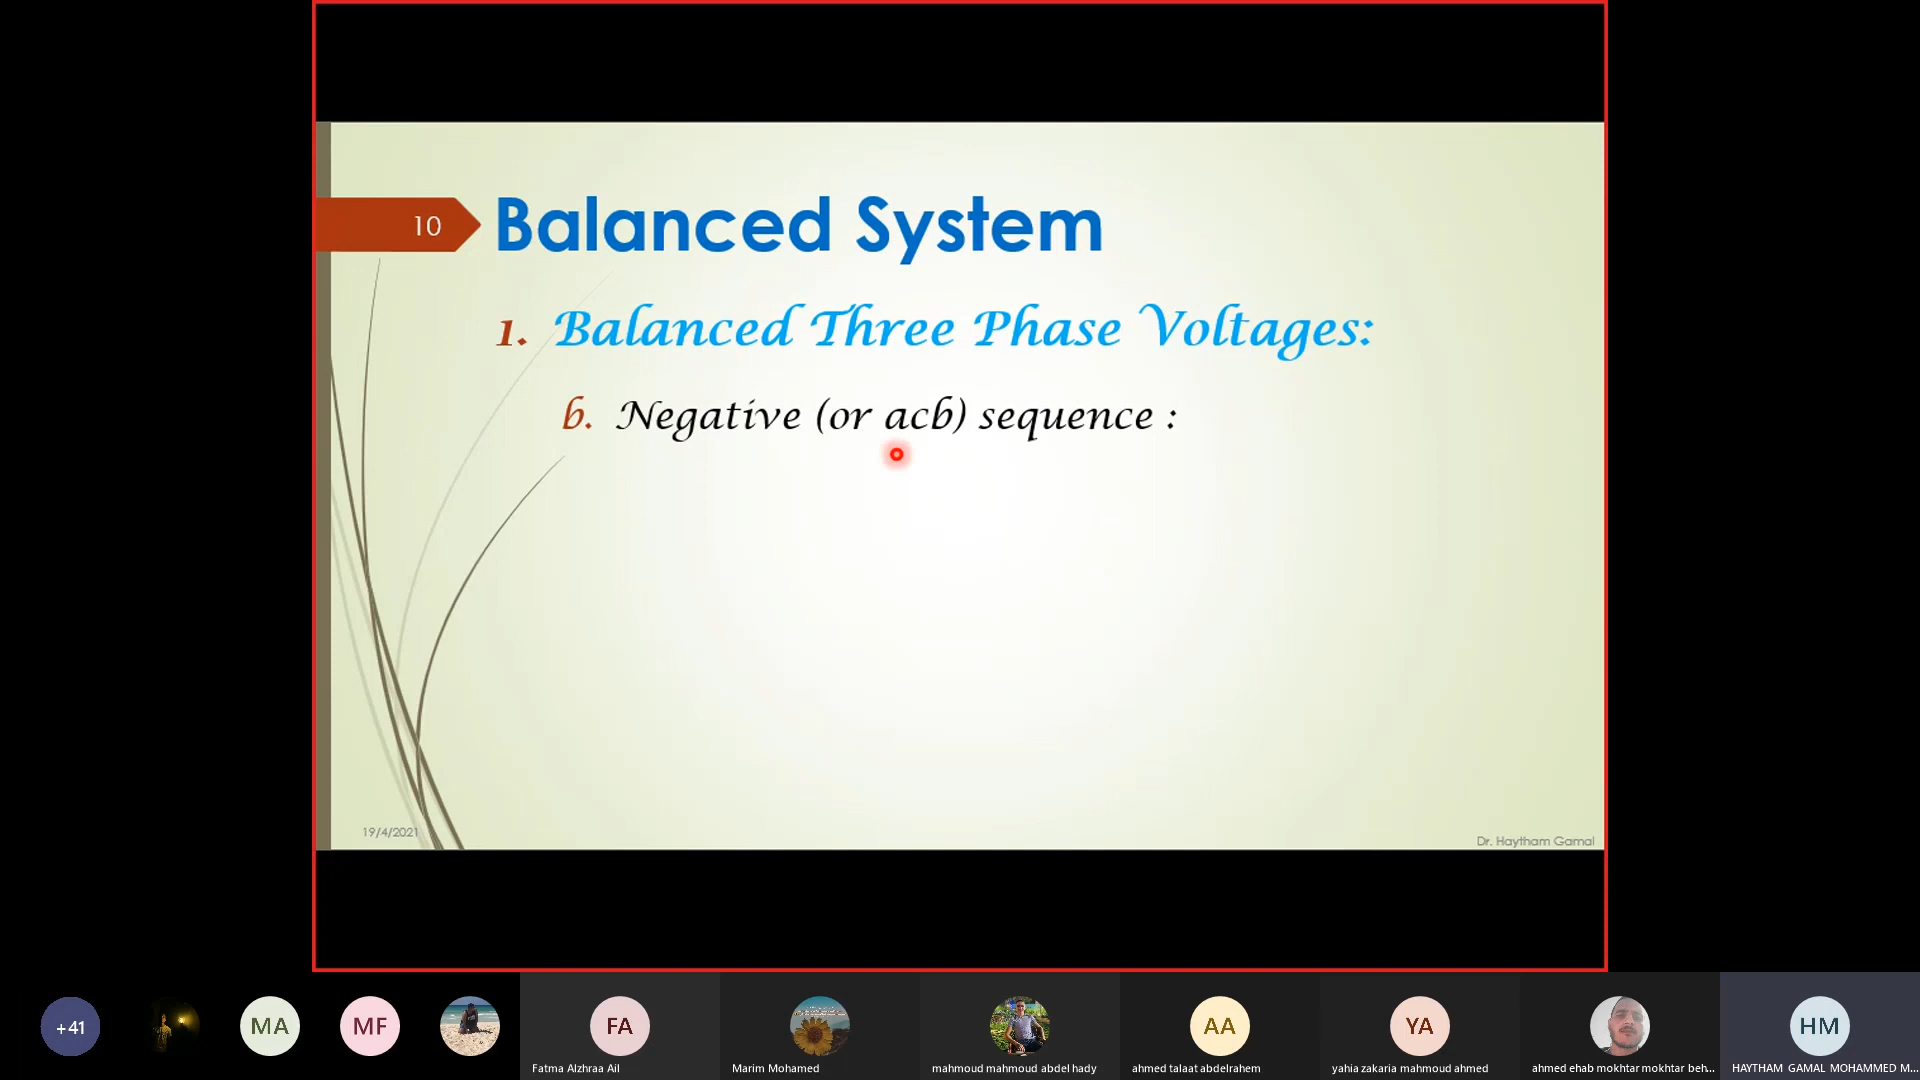 10
Balanced System
1. Balanced Three Phase Voltages:
b. Negative (or acb) sequence :
19/4/2021
Dr. Haytham Gamal
+41
MA
MF
FA
AA
YA
HM
Fatma Alzhraa Ail
Marim Mohamed
mahmoud mahmoud abdel hady
ahmed talaat abdelrahem
yahia zakaria mahmoud ahmed
ahmed ehab mokhtar mokhtar beh...
HAYTHAM GAMAL MOHAMMED M...